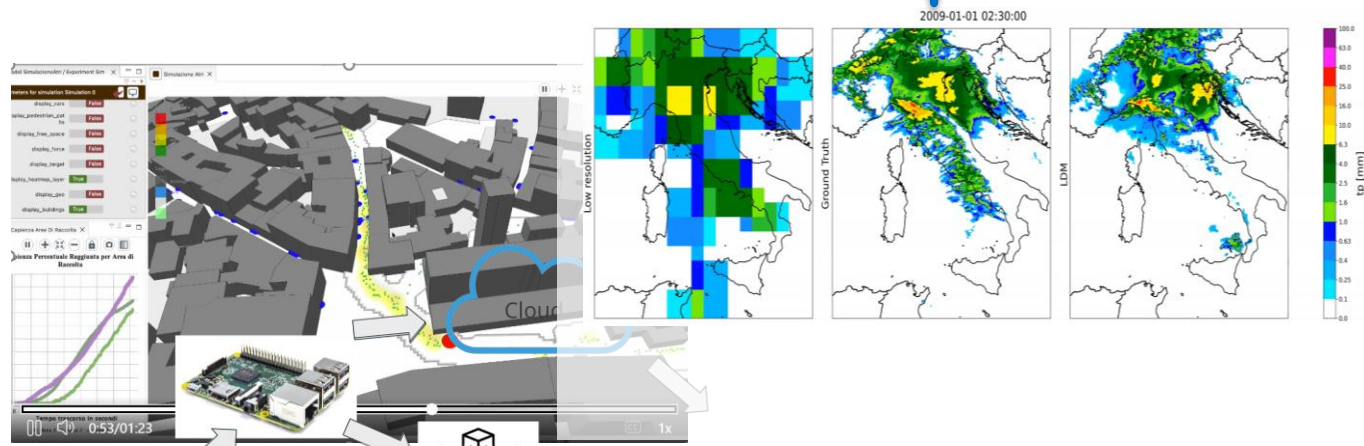 2009-01-01 02:30:00
Simulazione Atri
Simulation 0
display_cars False
False
display_free_space False
display_force False
display_target False
display_heatmap_layer True
display_geo False
display_buildings True
Capienza Area Di Raccolta
Percentuale Raggiunta per Area di
Raccolta
Tempo trascorso in secondi
0:53/01:23
1x
Cloud
Low resolution
Ground Truth
LDM
100.0
63.0
40.0
25.0
16.0
10.0
6.3
4.0
2.5
1.6
1.0
0.63
0.4
0.25
0.1
0.0
tp [mm]